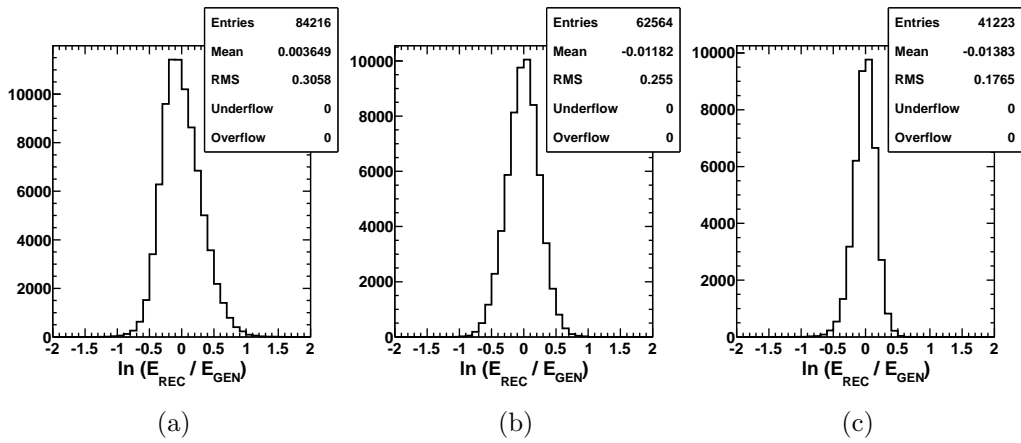 Entries 84216
Mean 0.003649
RMS 0.3058
Underflow 0
Overflow 0
10000
8000
6000
4000
2000
0
-2 -1.5 -1 -0.5 0 0.5 1 1.5 2
ln (E_REC / E_GEN)
(a)
Entries 62564
Mean -0.01182
RMS 0.255
Underflow 0
Overflow 0
10000
8000
6000
4000
2000
0
-2 -1.5 -1 -0.5 0 0.5 1 1.5 2
ln (E_REC / E_GEN)
(b)
Entries 41223
Mean -0.01383
RMS 0.1765
Underflow 0
Overflow 0
10000
8000
6000
4000
2000
0
-2 -1.5 -1 -0.5 0 0.5 1 1.5 2
ln (E_REC / E_GEN)
(c)